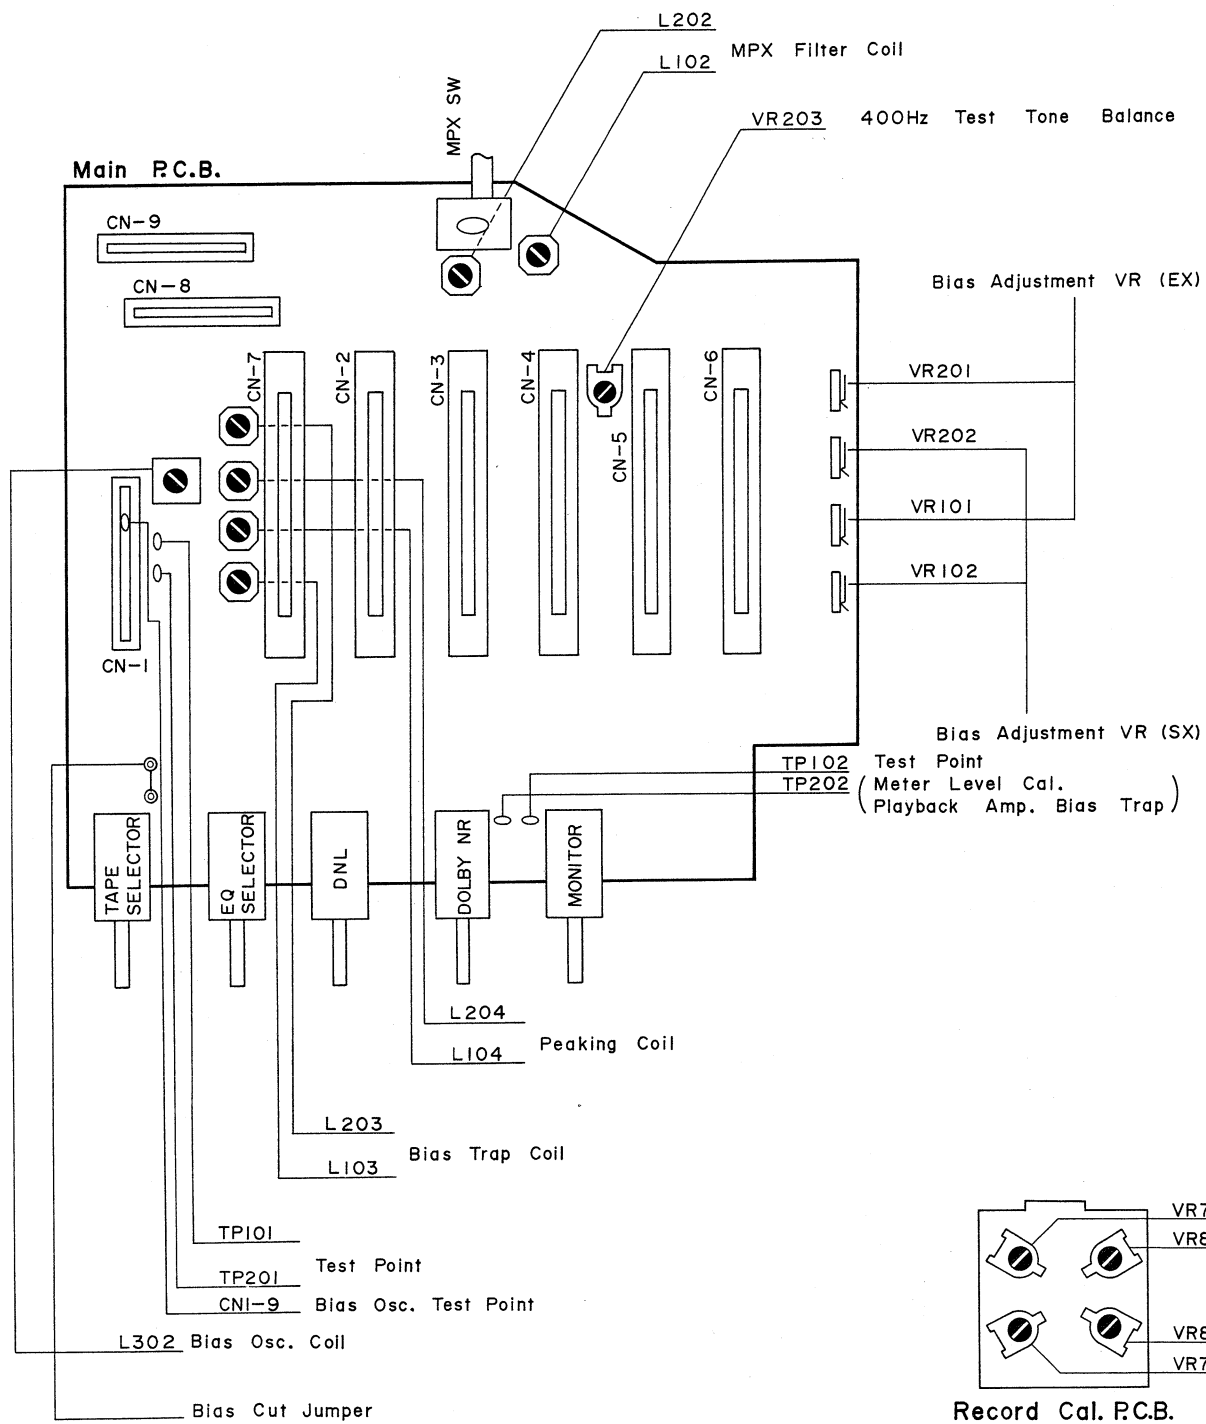 L202
MPX Filter Coil
L102
MPX SW
VR203 400Hz Test Tone Balance
Main P.C.B.
CN-9
CN-8
Bias Adjustment VR (EX)
CN-7
CN-2
CN-3
CN-4
CN-5
CN-6
VR201
VR202
VR101
VR102
CN-1
Bias Adjustment VR (SX)
TP102 Test Point
TP202 (Meter Level Cal.
Playback Amp. Bias Trap)
TAPE
SELECTOR
EQ
SELECTOR
DNL
DOLBY NR
MONITOR
L204
Peaking Coil
L104
L203
Bias Trap Coil
L103
TP101
Test Point
TP201
CN1-9 Bias Osc. Test Point
L302 Bias Osc. Coil
Bias Cut Jumper
VR7
VR8
VR8
VR7
Record Cal. P.C.B.